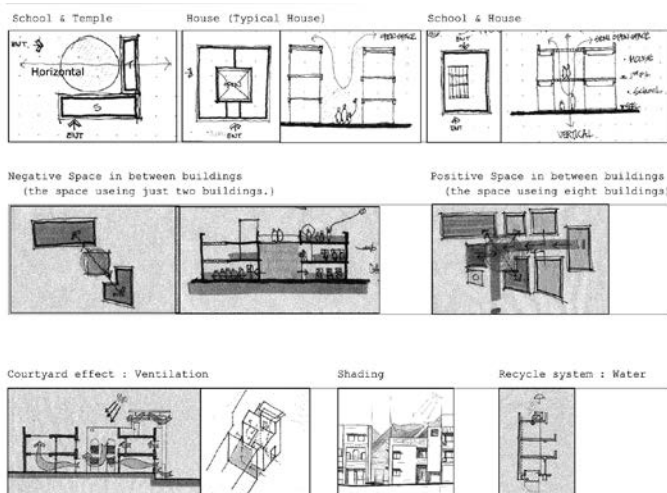 School & Temple
House (Typical House)
School & House
ENT.
Horizontal
S
ENT
ENT
OPEN SPACE
ENT
ENT
SEMI OPEN SPACE
HOUSE
SCHOOL
VERTICAL
Negative Space in between buildings
(the space useing just two buildings.)
Positive Space in between buildings
(the space useing eight buildings)
Courtyard effect : Ventilation
Shading
Recycle system : Water